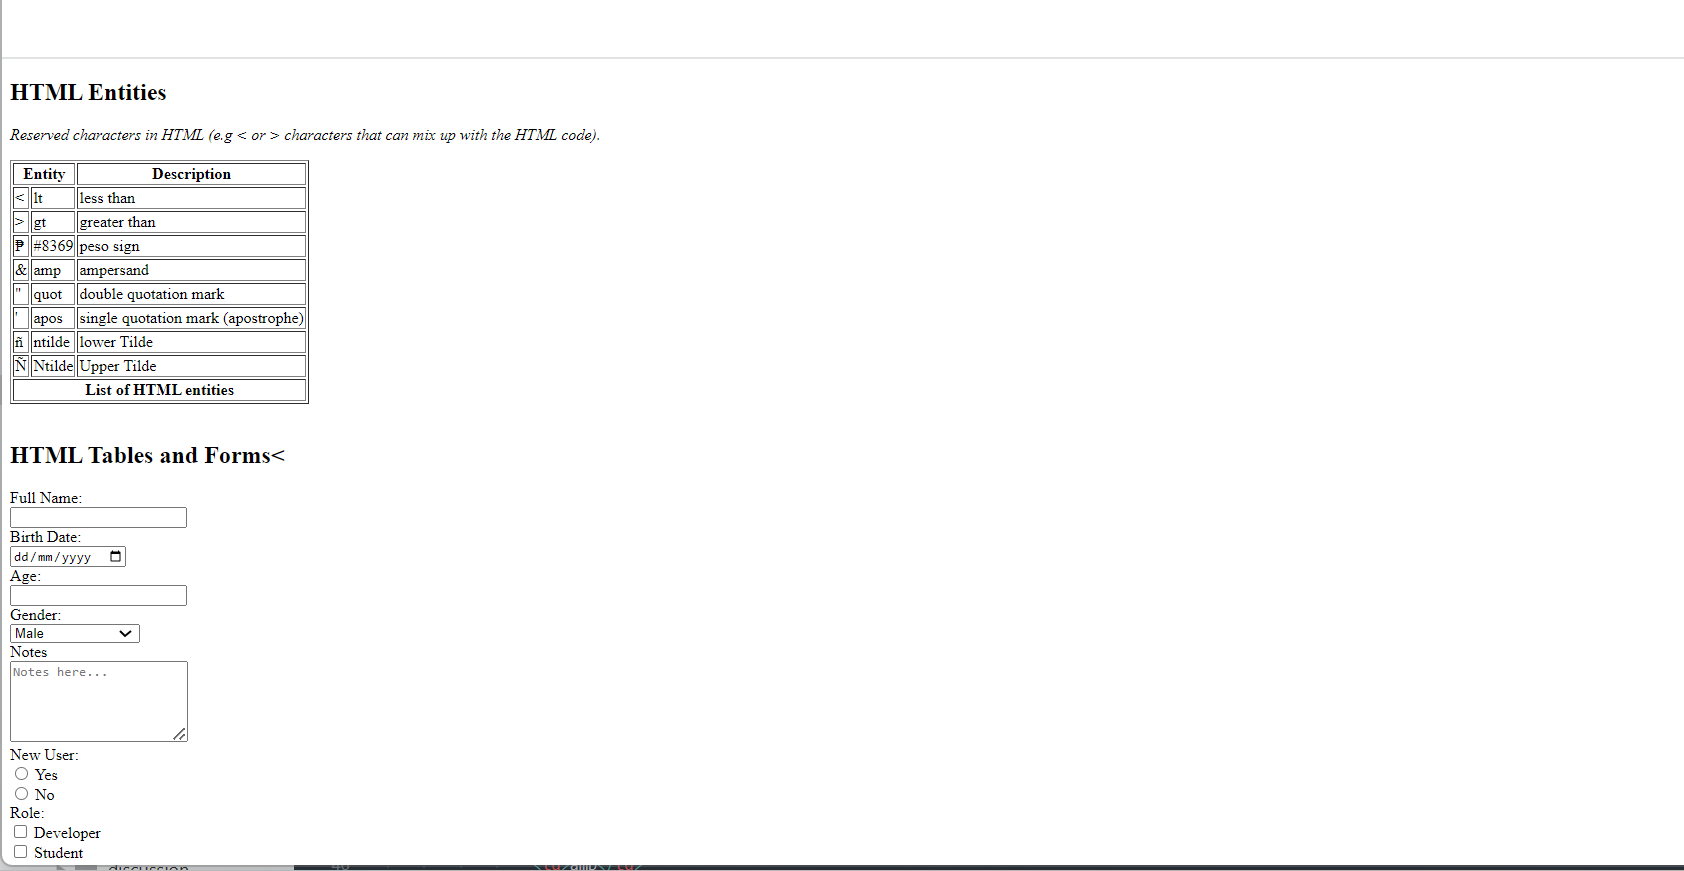 HTML Entities
Reserved characters in HTML (e.g < or > characters that can mix up with the HTML code).
Entity Description
< lt less than
> gt greater than
₱ #8369 peso sign
& amp ampersand
" quot double quotation mark
' apos single quotation mark (apostrophe)
ñ ntilde lower Tilde
Ñ Ntilde Upper Tilde
List of HTML entities
HTML Tables and Forms<
Full Name:
Birth Date:
dd/mm/yyyy
Age:
Gender:
Male
Notes
Notes here...
New User:
Yes
No
Role:
Developer
Student
discussion